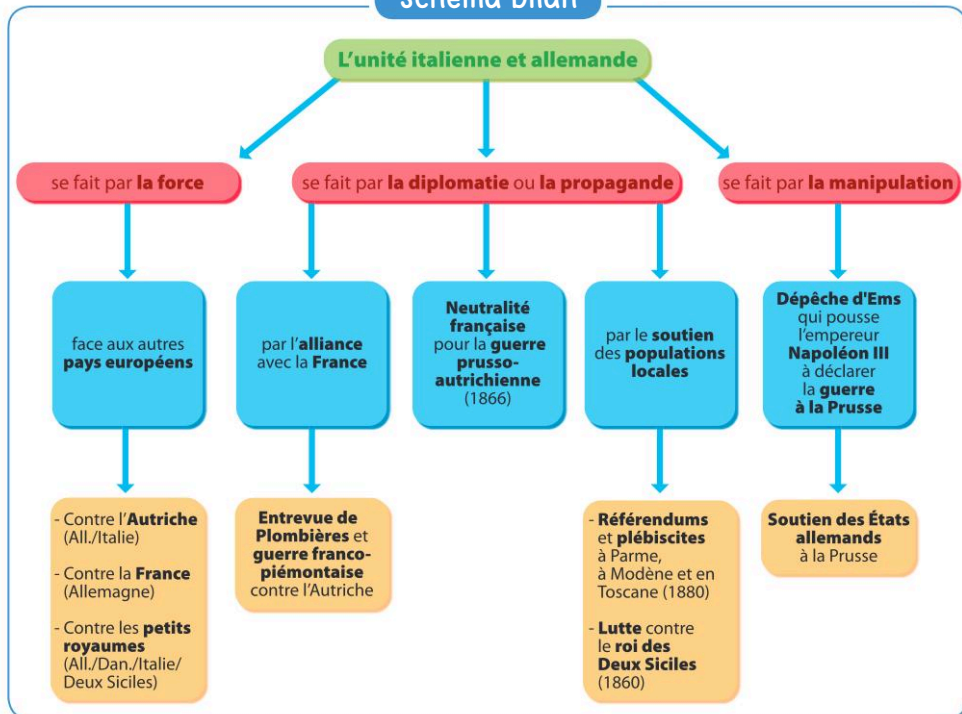 Schéma Bilan
L'unité italienne et allemande
se fait par la force
se fait par la diplomatie ou la propagande
se fait par la manipulation
face aux autres
pays européens
par l'alliance
avec la France
Neutralité
française
pour la guerre
prusso-
autrichienne
(1866)
par le soutien
des populations
locales
Dépêche d'Ems
qui pousse
l'empereur
Napoléon III
à déclarer
la guerre
à la Prusse
- Contre l'Autriche
(All./Italie)
- Contre la France
(Allemagne)
- Contre les petits
royaumes
(All./Dan./Italie/
Deux Siciles)
Entrevue de
Plombières et
guerre franco-
piémontaise
contre l'Autriche
- Référendums
et plébiscites
à Parme,
à Modène et en
Toscane (1880)
- Lutte contre
le roi des
Deux Siciles
(1860)
Soutien des États
allemands
à la Prusse